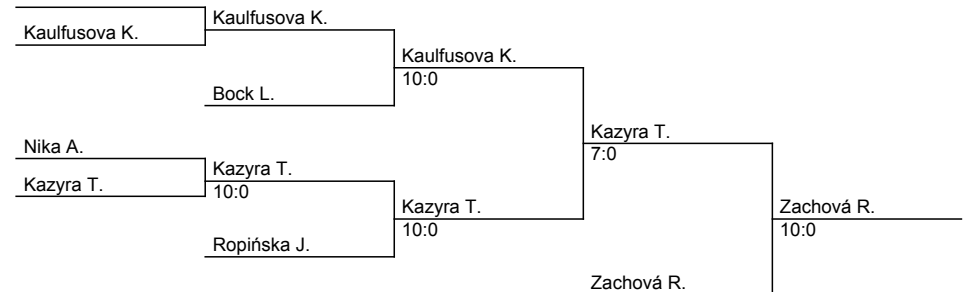 Kaulfusova K.
Kaulfusova K.
Kaulfusova K.
10:0
Bock L.
Kazyra T.
7:0
Nika A.
Kazyra T.
10:0
Kazyra T.
Kazyra T.
10:0
Zachová R.
10:0
Ropińska J.
Zachová R.